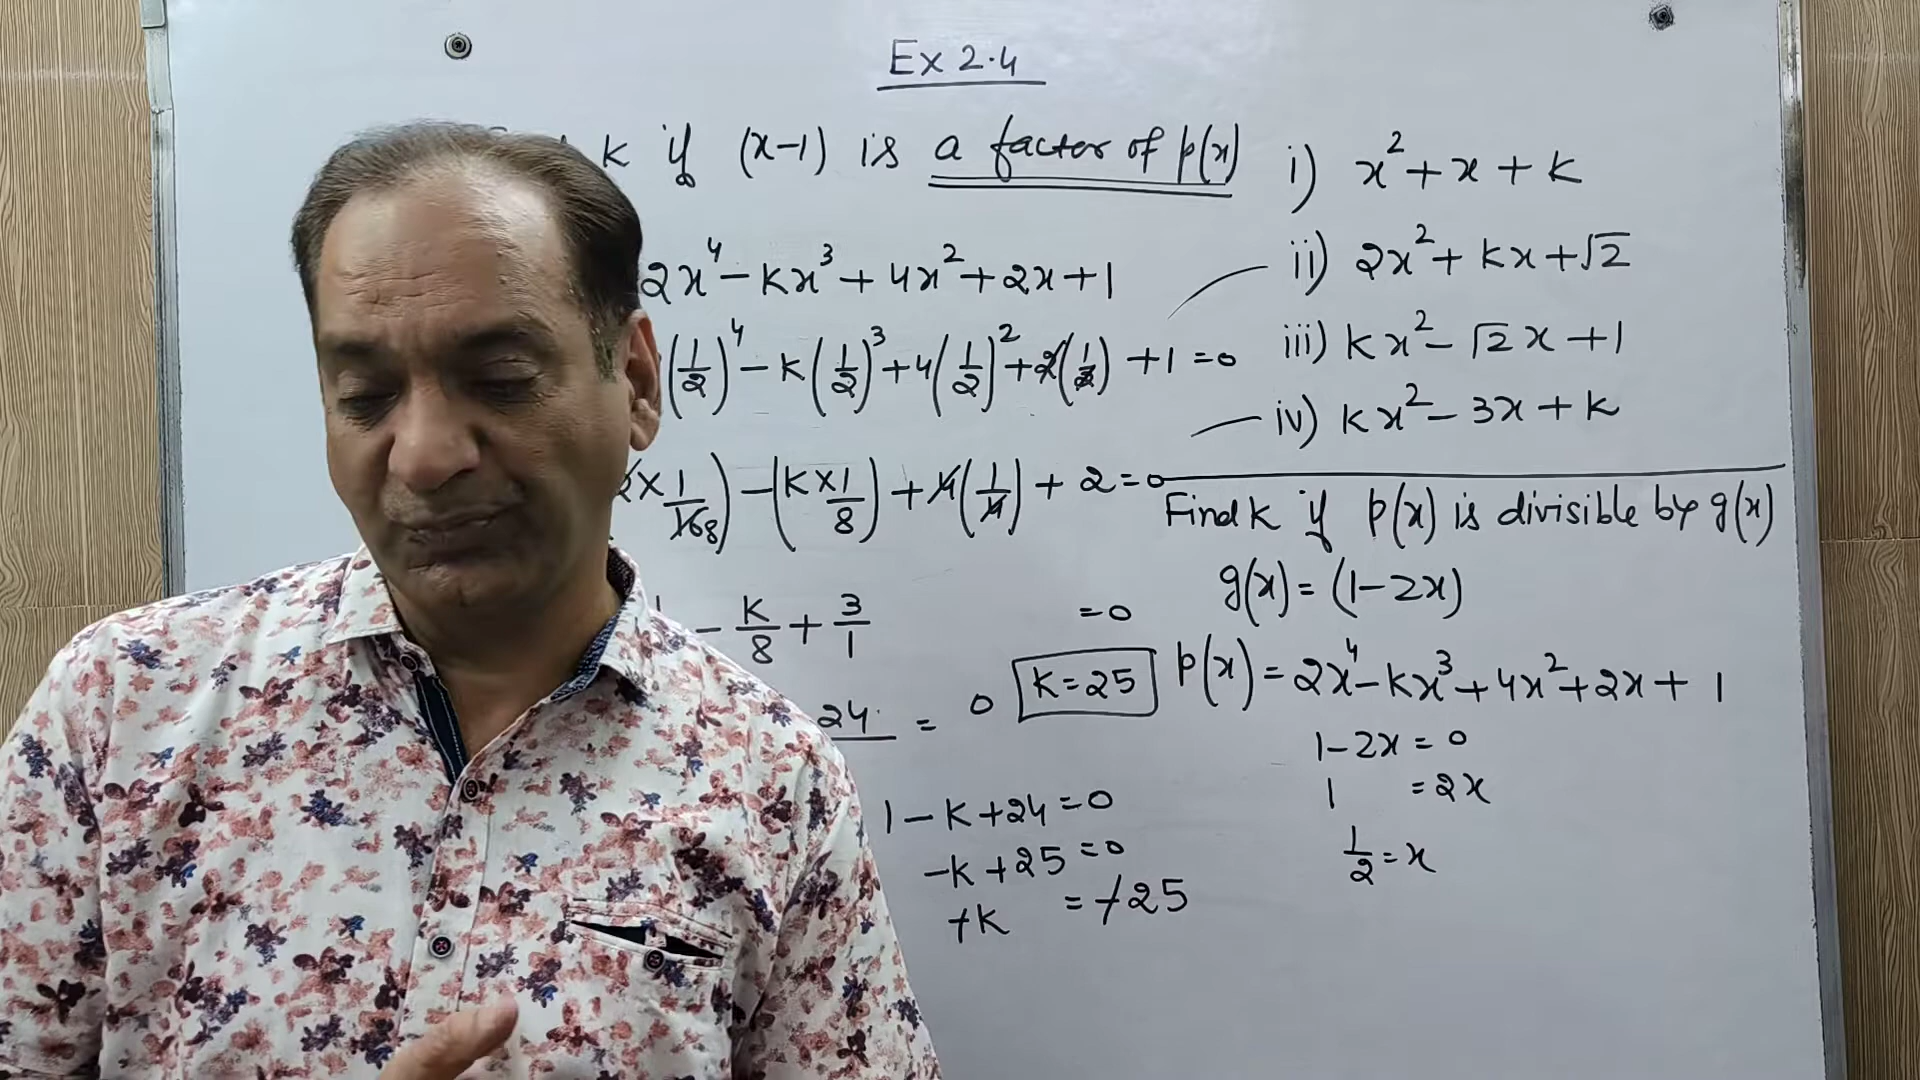 Ex 2.4
k if (x-1) is a factor of p(x)
2x⁴ - kx³ + 4x² + 2x + 1
(1/2)⁴ - k(1/2)³ + 4(1/2)² + 2(1/2) + 1 = 0
2 × 1/168) - (k × 1/8) + 4(1/4) + 2 = 0
- k/8 + 3/1 = 0
24 = 0
k = 25
1 - k + 24 = 0
-k + 25 = 0
+k = +25
i) x² + x + k
ii) 2x² + kx + √2
iii) kx² - √2 x + 1
iv) kx² - 3x + k
Find k if p(x) is divisible by g(x)
g(x) = (1-2x)
p(x) = 2x⁴ - kx³ + 4x² + 2x + 1
1 - 2x = 0
1 = 2x
1/2 = x